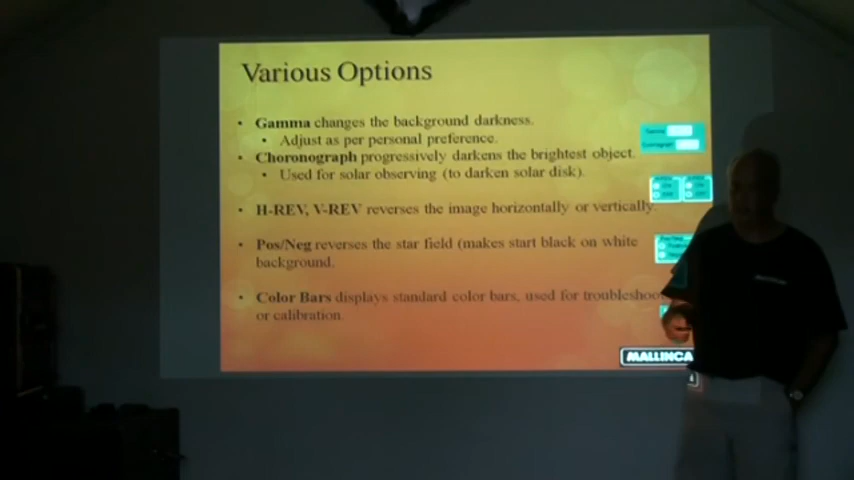 Various Options
• Gamma changes the background darkness.
• Adjust as per personal preference.
• Choronograph progressively darkens the brightest object.
• Used for solar observing (to darken solar disk).
• H-REV, V-REV reverses the image horizontally or vertically.
• Pos/Neg reverses the star field (makes start black on white
background.
• Color Bars displays standard color bars, used for troubleshoo
or calibration.
MALLINCA